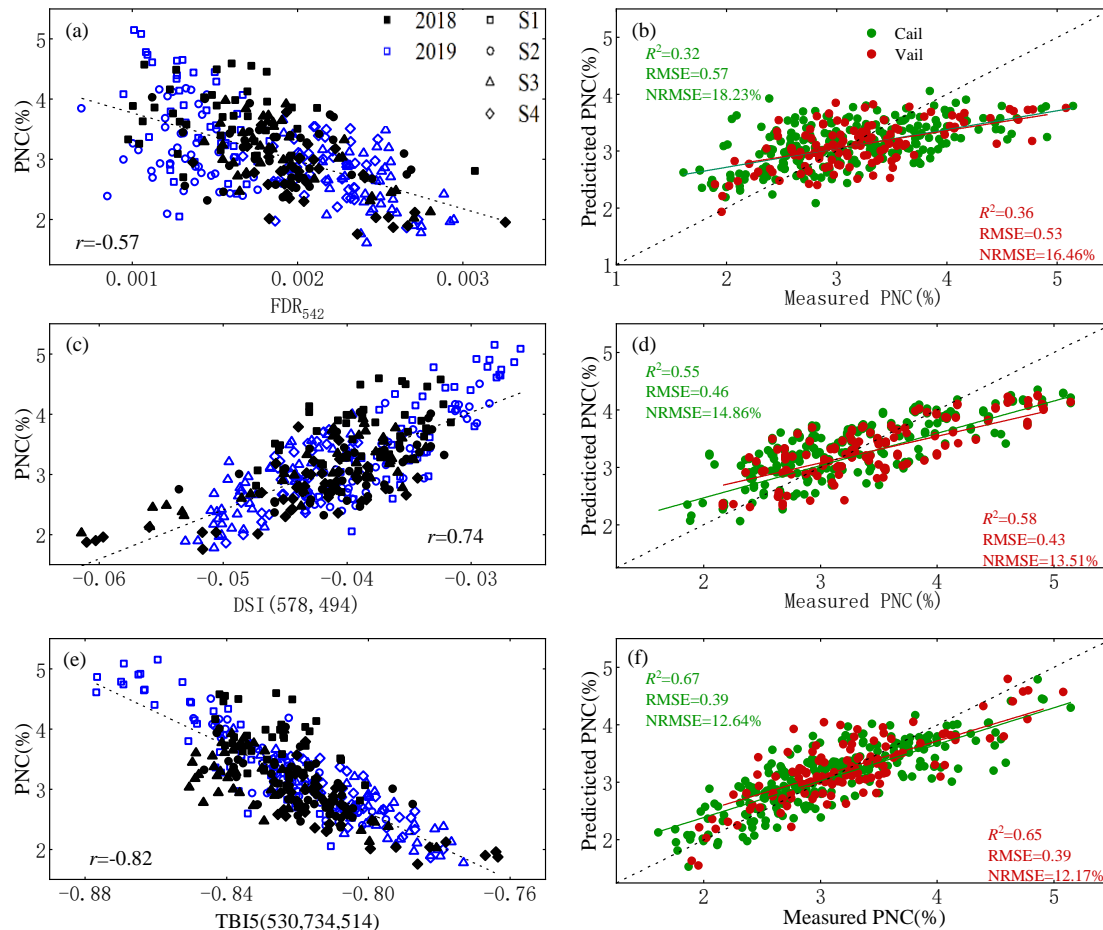 (a)
2018
2019
S1
S2
S3
S4
5
4
3
2
PNC(%)
r=-0.57
0.001 0.002 0.003
FDR542
(b)
Cail
Vail
R²=0.32
RMSE=0.57
NRMSE=18.23%
R²=0.36
RMSE=0.53
NRMSE=16.46%
5
4
3
2
1
Predicted PNC(%)
1 2 3 4 5
Measured PNC(%)
(c)
5
4
3
2
PNC(%)
r=0.74
-0.06 -0.05 -0.04 -0.03
DSI(578,494)
(d)
R²=0.55
RMSE=0.46
NRMSE=14.86%
R²=0.58
RMSE=0.43
NRMSE=13.51%
5
4
3
2
Predicted PNC(%)
2 3 4 5
Measured PNC(%)
(e)
5
4
3
2
PNC(%)
r=-0.82
-0.88 -0.84 -0.80 -0.76
TBI5(530,734,514)
(f)
R²=0.67
RMSE=0.39
NRMSE=12.64%
R²=0.65
RMSE=0.39
NRMSE=12.17%
5
4
3
2
Predicted PNC(%)
2 3 4 5
Measured PNC(%)